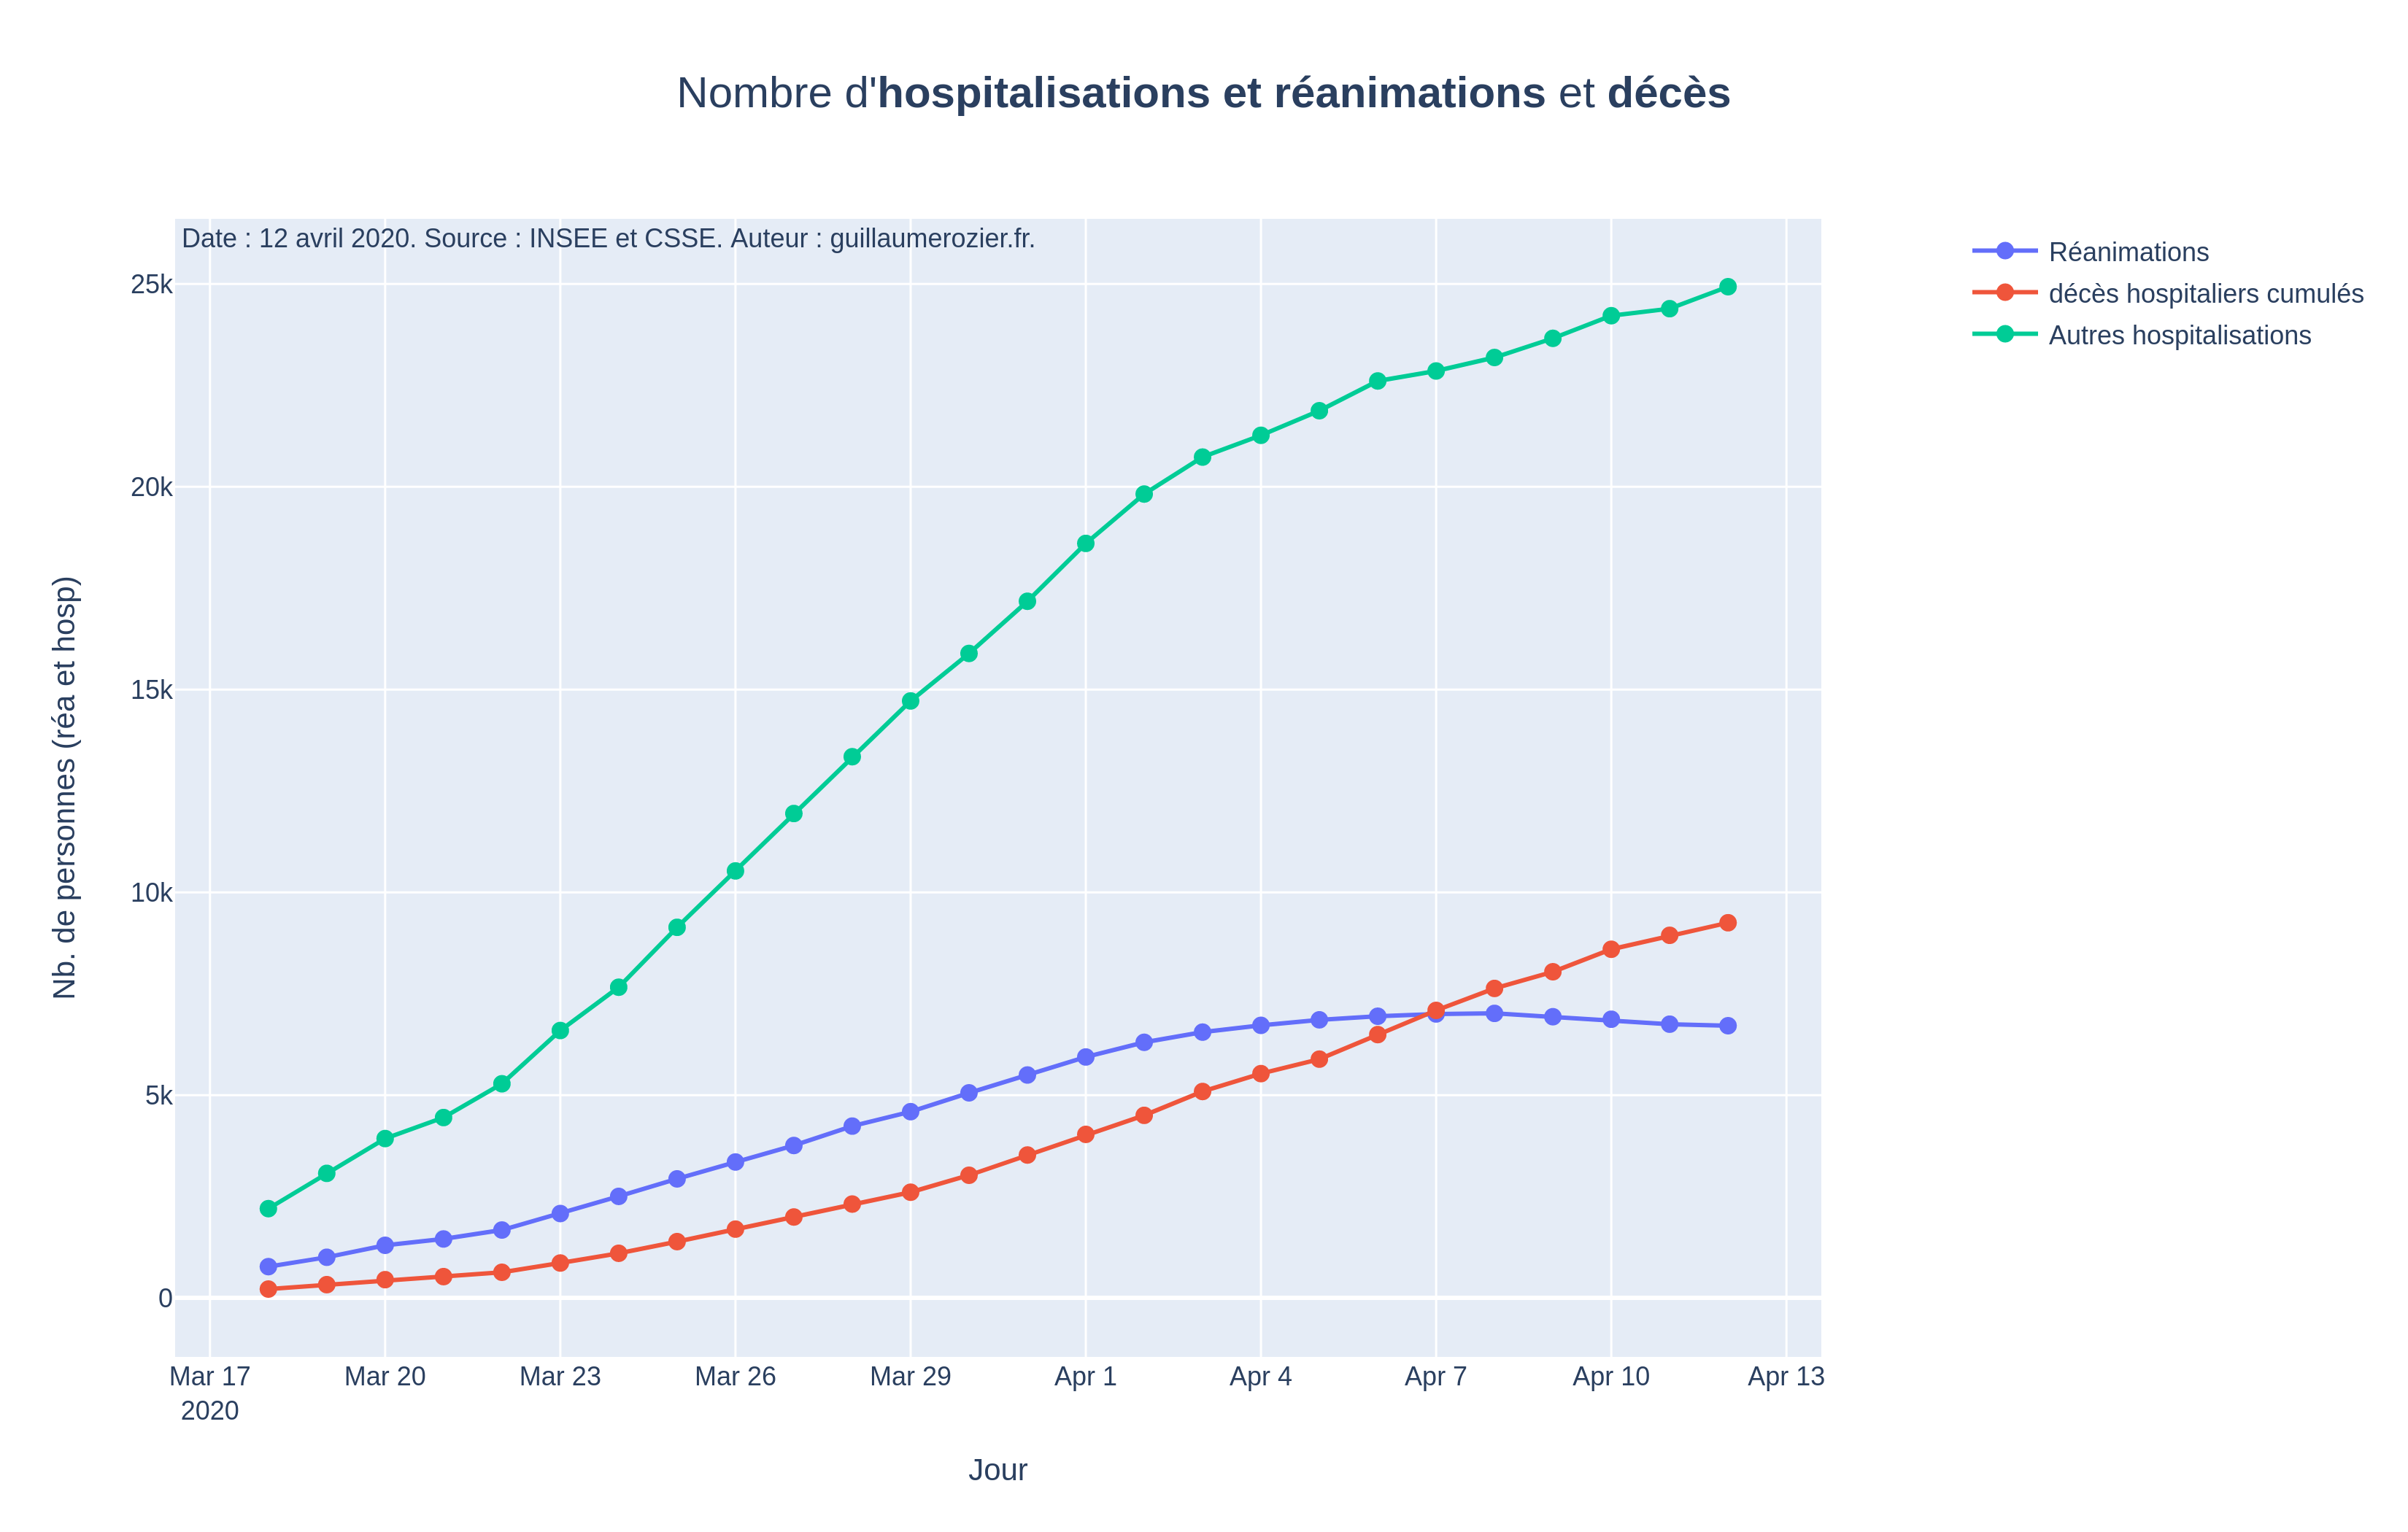 Nombre d'hospitalisations et réanimations et décès
Date : 12 avril 2020. Source : INSEE et CSSE. Auteur : guillaumerozier.fr.
Réanimations
décès hospitaliers cumulés
Autres hospitalisations
25k
20k
15k
10k
5k
0
Nb. de personnes (réa et hosp)
Mar 17 Mar 20 Mar 23 Mar 26 Mar 29 Apr 1 Apr 4 Apr 7 Apr 10 Apr 13
2020
Jour